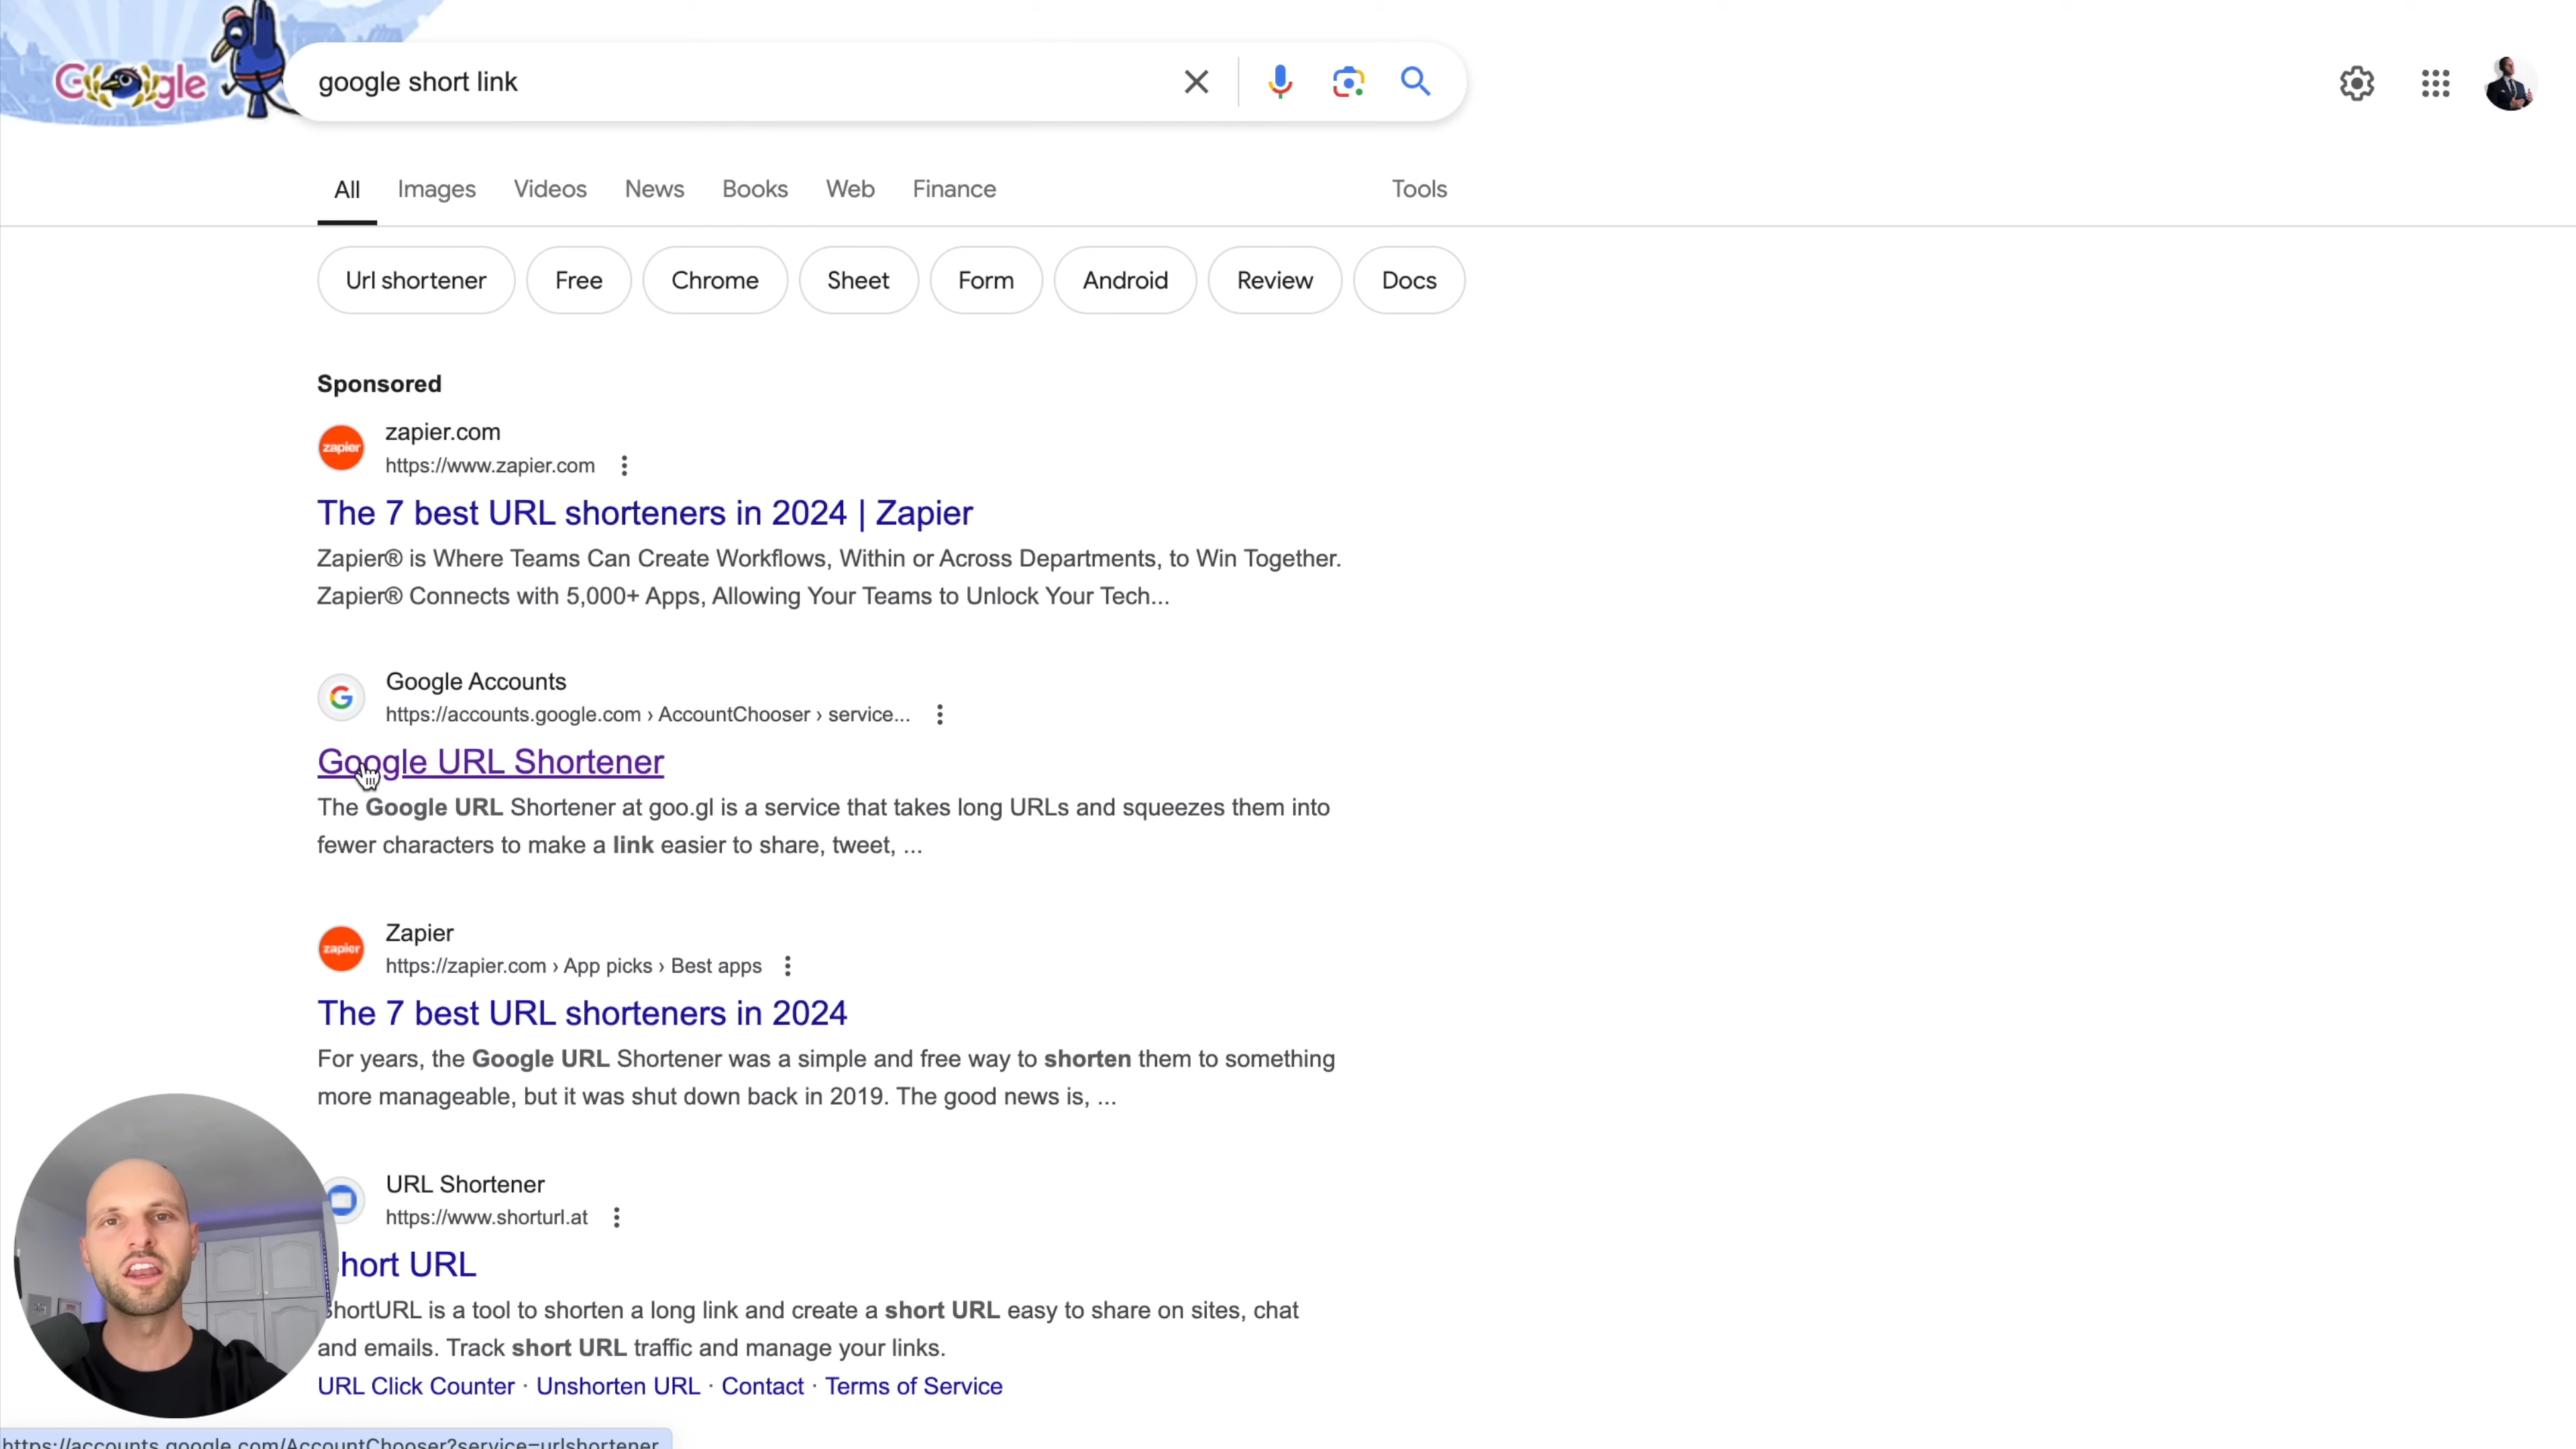 Google
google short link
All Images Videos News Books Web Finance Tools
Url shortener Free Chrome Sheet Form Android Review Docs
Sponsored
zapier
zapier.com
https://www.zapier.com
The 7 best URL shorteners in 2024 | Zapier
Zapier® is Where Teams Can Create Workflows, Within or Across Departments, to Win Together.
Zapier® Connects with 5,000+ Apps, Allowing Your Teams to Unlock Your Tech...
G
Google Accounts
https://accounts.google.com › AccountChooser › service...
Google URL Shortener
The Google URL Shortener at goo.gl is a service that takes long URLs and squeezes them into
fewer characters to make a link easier to share, tweet, ...
zapier
Zapier
https://zapier.com › App picks › Best apps
The 7 best URL shorteners in 2024
For years, the Google URL Shortener was a simple and free way to shorten them to something
more manageable, but it was shut down back in 2019. The good news is, ...
URL Shortener
https://www.shorturl.at
hort URL
hortURL is a tool to shorten a long link and create a short URL easy to share on sites, chat
and emails. Track short URL traffic and manage your links.
URL Click Counter · Unshorten URL · Contact · Terms of Service
https://accounts.google.com/AccountChooser?service=urlshortener